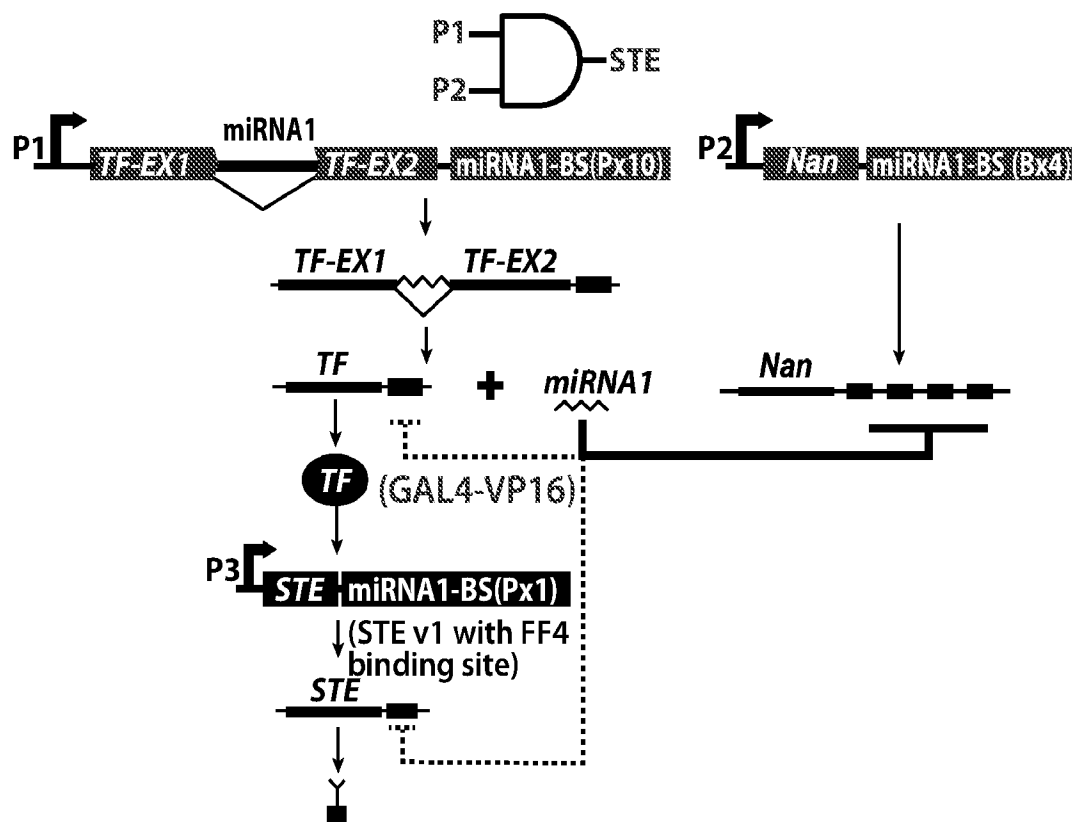 P1
STE
P2
P1
miRNA1
TF-EX1
TF-EX2
miRNA1-BS(Px10)
P2
Nan
miRNA1-BS (Bx4)
TF-EX1
TF-EX2
TF
+
miRNA1
Nan
TF
(GAL4-VP16)
P3
STE
miRNA1-BS(Px1)
(STE v1 with FF4
binding site)
STE